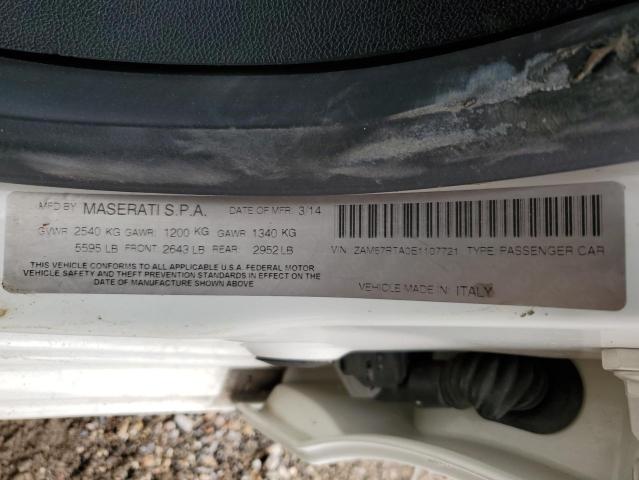 MFD BY MASERATI S.P.A. DATE OF MFR: 3/14
GVWR 2540 KG GAWR: 1200 KG GAWR: 1340 KG
5595 LB FRONT: 2643 LB REAR: 2952 LB
THIS VEHICLE CONFORMS TO ALL APPLICABLE U.S.A. FEDERAL MOTOR
VEHICLE SAFETY AND THEFT PREVENTION STANDARDS IN EFFECT ON THE
DATE OF MANUFACTURE SHOWN ABOVE
VIN: ZAM57RTA0E1107721 TYPE: PASSENGER CAR
VEHICLE MADE IN: ITALY